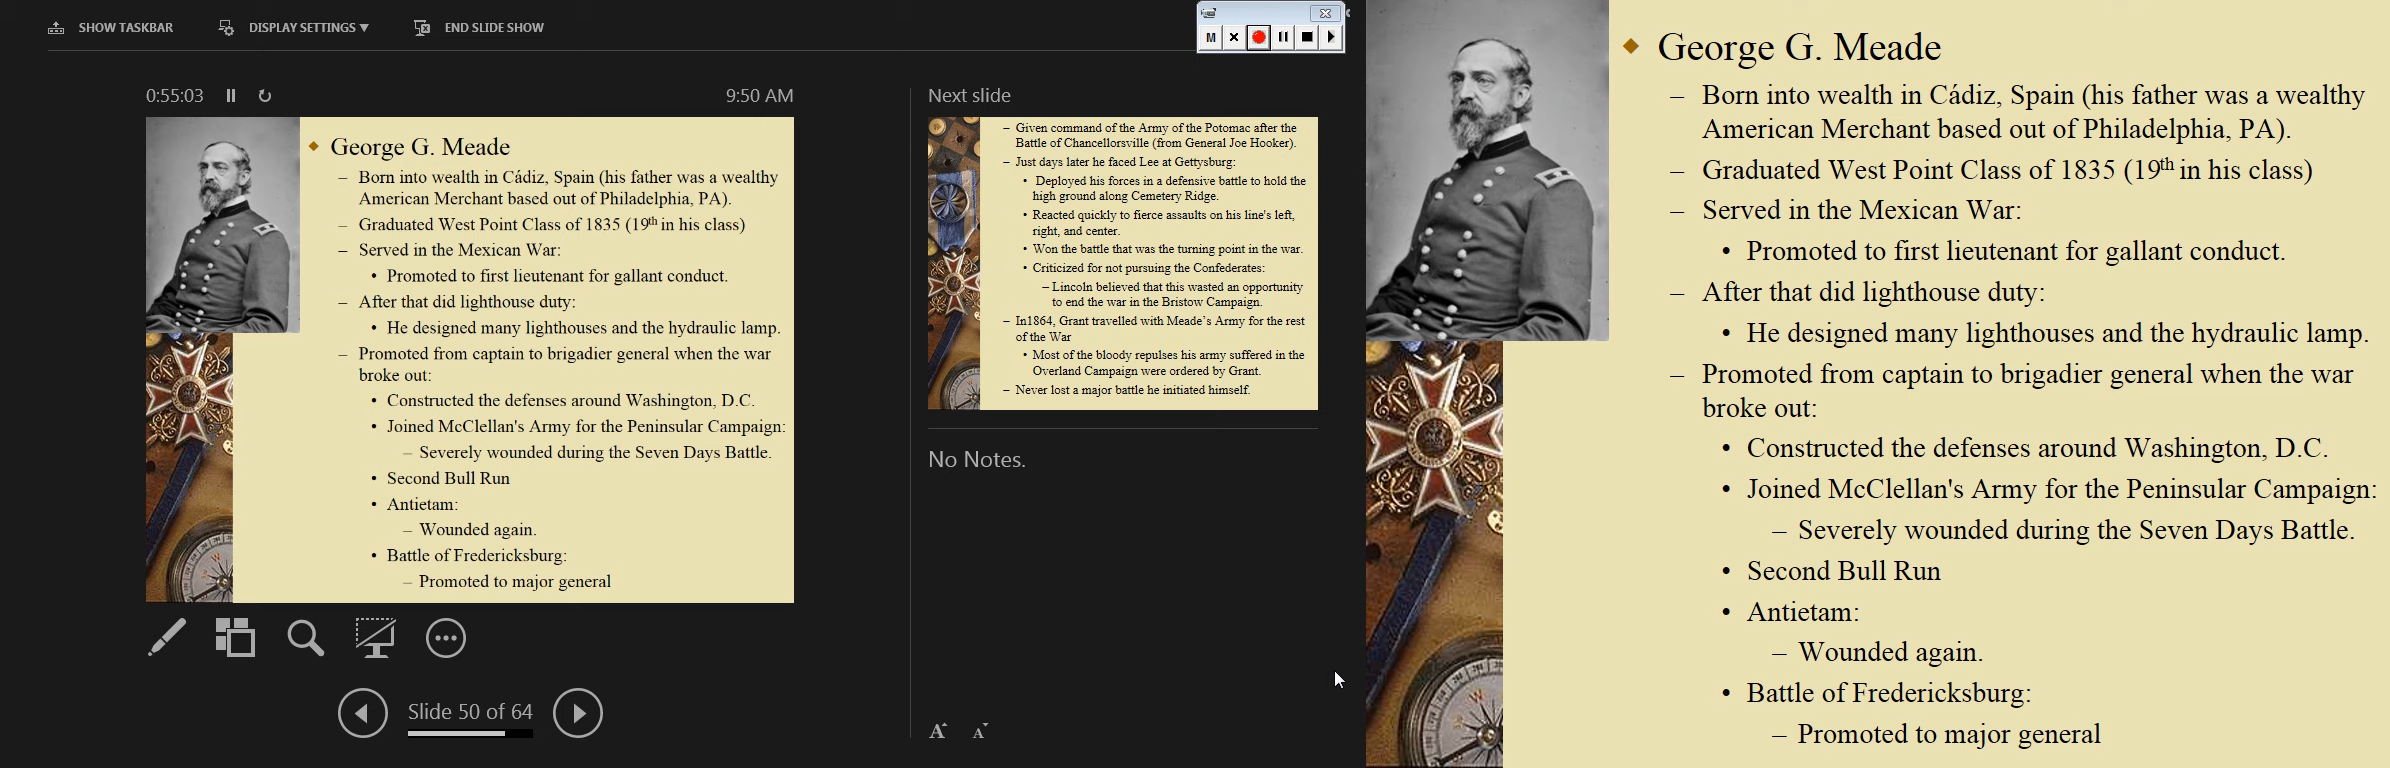 SHOW TASKBAR
DISPLAY SETTINGS ▼
END SLIDE SHOW
M
0:55:03
9:50 AM
◆ George G. Meade
– Born into wealth in Cádiz, Spain (his father was a wealthy
American Merchant based out of Philadelphia, PA).
– Graduated West Point Class of 1835 (19th in his class)
– Served in the Mexican War:
• Promoted to first lieutenant for gallant conduct.
– After that did lighthouse duty:
• He designed many lighthouses and the hydraulic lamp.
– Promoted from captain to brigadier general when the war
broke out:
• Constructed the defenses around Washington, D.C.
• Joined McClellan's Army for the Peninsular Campaign:
– Severely wounded during the Seven Days Battle.
• Second Bull Run
• Antietam:
– Wounded again.
• Battle of Fredericksburg:
– Promoted to major general
Slide 50 of 64
Next slide
– Given command of the Army of the Potomac after the
Battle of Chancellorsville (from General Joe Hooker).
– Just days later he faced Lee at Gettysburg:
• Deployed his forces in a defensive battle to hold the
high ground along Cemetery Ridge.
• Reacted quickly to fierce assaults on his line's left,
right, and center.
• Won the battle that was the turning point in the war.
• Criticized for not pursuing the Confederates:
– Lincoln believed that this wasted an opportunity
to end the war in the Bristow Campaign.
– In1864, Grant travelled with Meade's Army for the rest
of the War
• Most of the bloody repulses his army suffered in the
Overland Campaign were ordered by Grant.
– Never lost a major battle he initiated himself.
No Notes.
A A
◆ George G. Meade
– Born into wealth in Cádiz, Spain (his father was a wealthy
American Merchant based out of Philadelphia, PA).
– Graduated West Point Class of 1835 (19th in his class)
– Served in the Mexican War:
• Promoted to first lieutenant for gallant conduct.
– After that did lighthouse duty:
• He designed many lighthouses and the hydraulic lamp.
– Promoted from captain to brigadier general when the war
broke out:
• Constructed the defenses around Washington, D.C.
• Joined McClellan's Army for the Peninsular Campaign:
– Severely wounded during the Seven Days Battle.
• Second Bull Run
• Antietam:
– Wounded again.
• Battle of Fredericksburg:
– Promoted to major general